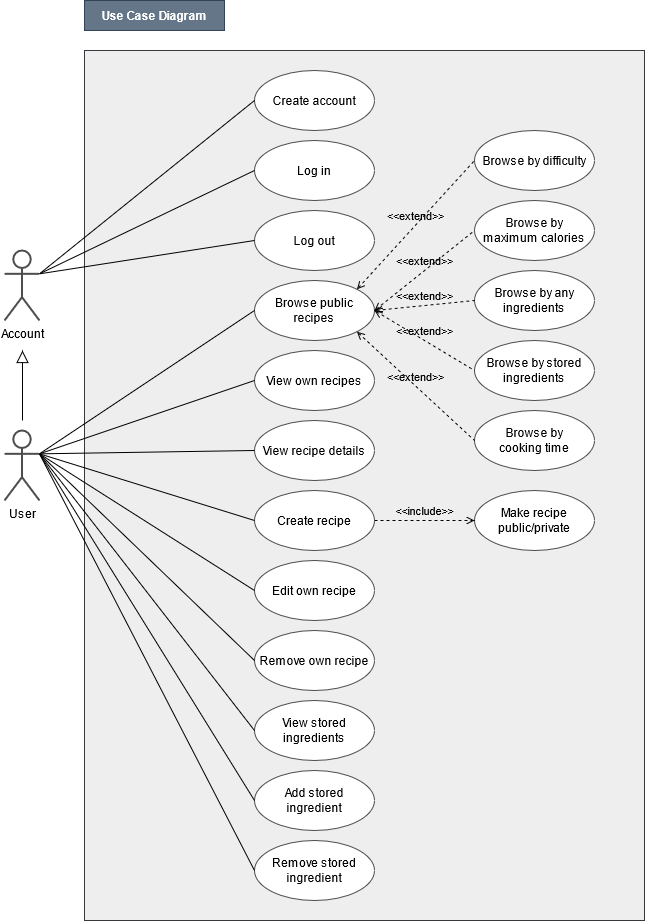 Use Case Diagram
Create account
Log in
Log out
Browse public
recipes
View own recipes
View recipe details
Create recipe
Edit own recipe
Remove own recipe
View stored
ingredients
Add stored
ingredient
Remove stored
ingredient
Browse by difficulty
Browse by
maximum calories
Browse by any
ingredients
Browse by stored
ingredients
Browse by
cooking time
Make recipe
public/private
<<extend>>
<<extend>>
<<extend>>
<<extend>>
<<extend>>
<<include>>
Account
User